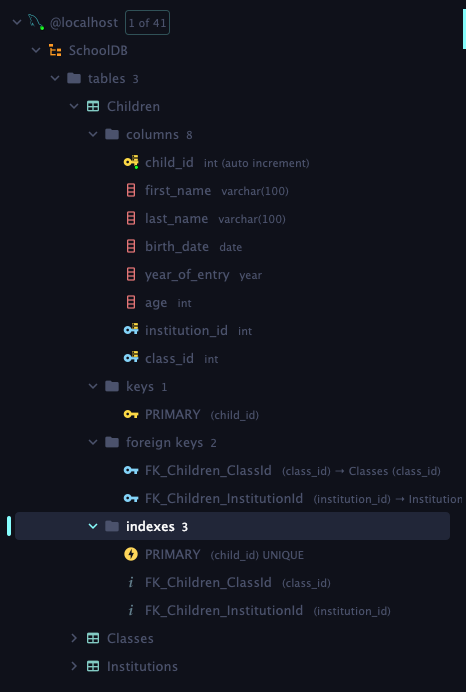 @localhost 1 of 41
SchoolDB
tables 3
Children
columns 8
child_id int (auto increment)
first_name varchar(100)
last_name varchar(100)
birth_date date
year_of_entry year
age int
institution_id int
class_id int
keys 1
PRIMARY (child_id)
foreign keys 2
FK_Children_ClassId (class_id) → Classes (class_id)
FK_Children_InstitutionId (institution_id) → Institution
indexes 3
PRIMARY (child_id) UNIQUE
i FK_Children_ClassId (class_id)
i FK_Children_InstitutionId (institution_id)
Classes
Institutions